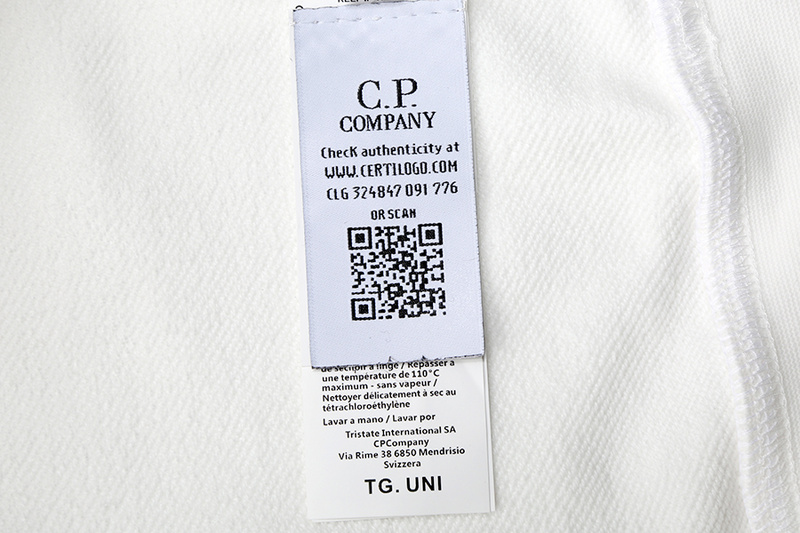 C.P.
COMPANY
Check authenticity at
WWW.CERTILOGO.COM
CLG 324847 091 776
OR SCAN
de séchoir à linge / Repasser à
une température de 110°C
maximum - sans vapeur /
Nettoyer délicatement à sec au
tétrachloroéthylène
Lavar a mano / Lavar por
Tristate International SA
CPCompany
Via Rime 38 6850 Mendrisio
Svizzera
TG. UNI